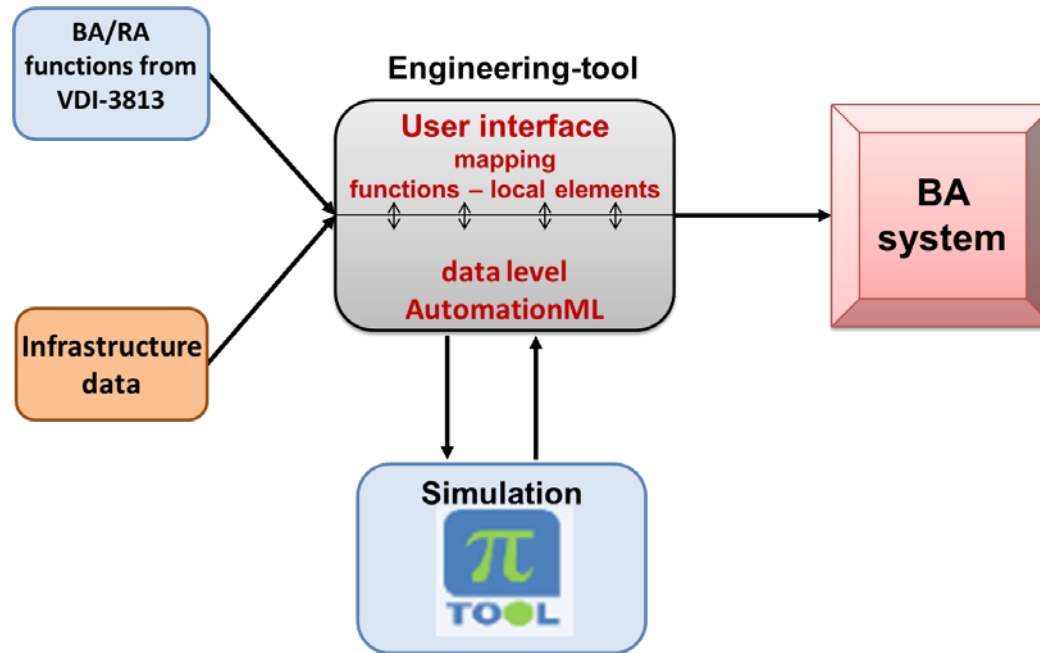 BA/RA
functions from
VDI-3813
Engineering-tool
User interface
mapping
functions – local elements
data level
AutomationML
BA
system
Infrastructure
data
Simulation
π
TOOL